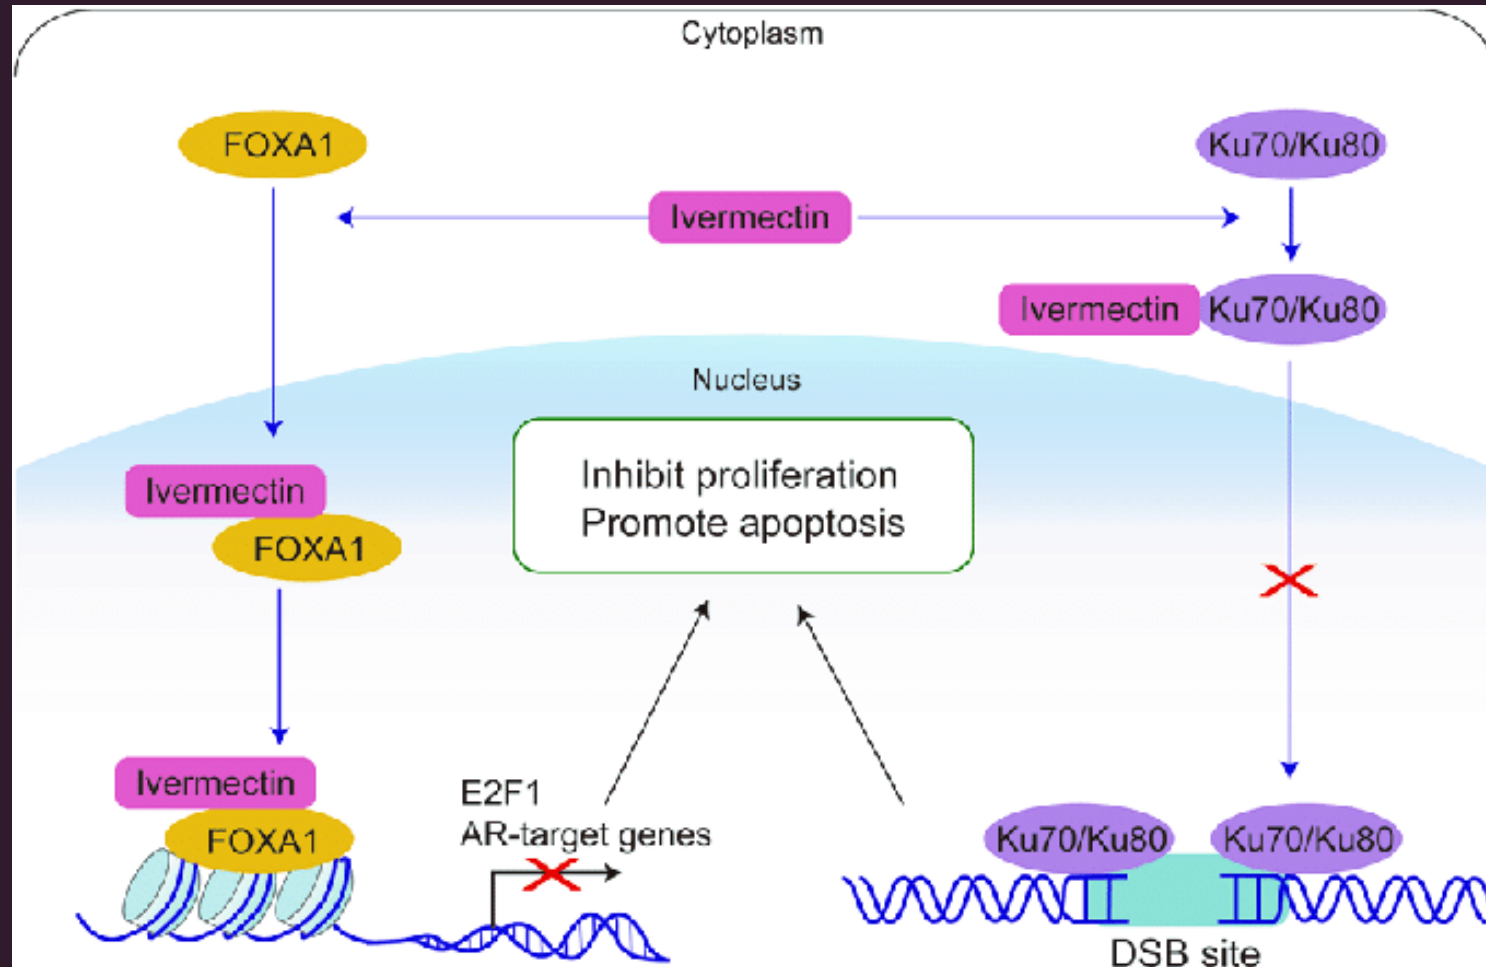 Cytoplasm
FOXA1
Ku70/Ku80
Ivermectin
Ivermectin
Ku70/Ku80
Nucleus
Inhibit proliferation
Promote apoptosis
Ivermectin
FOXA1
Ivermectin
FOXA1
E2F1
AR-target genes
Ku70/Ku80
Ku70/Ku80
DSB site